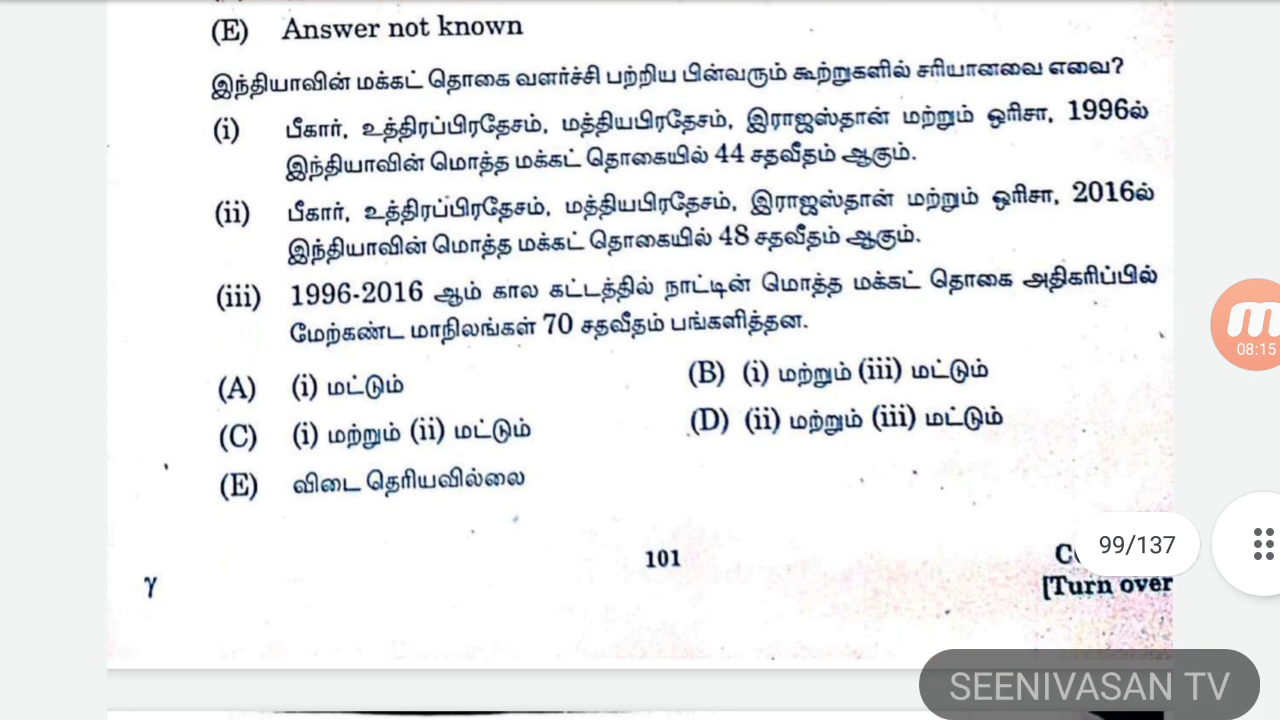 (E) Answer not known
இந்தியாவின் மக்கட் தொகை வளர்ச்சி பற்றிய பின்வரும் கூற்றுகளில் சரியானவை எவை?
(i) பீகார், உத்திரப்பிரதேசம், மத்தியபிரதேசம், இராஜஸ்தான் மற்றும் ஒரிசா, 1996ல்
இந்தியாவின் மொத்த மக்கட் தொகையில் 44 சதவீதம் ஆகும்.
(ii) பீகார், உத்திரப்பிரதேசம், மத்தியபிரதேசம், இராஜஸ்தான் மற்றும் ஒரிசா, 2016ல்
இந்தியாவின் மொத்த மக்கட் தொகையில் 48 சதவீதம் ஆகும்.
(iii) 1996-2016 ஆம் கால கட்டத்தில் நாட்டின் மொத்த மக்கட் தொகை அதிகரிப்பில்
மேற்கண்ட மாநிலங்கள் 70 சதவீதம் பங்களித்தன.
(A) (i) மட்டும் (B) (i) மற்றும் (iii) மட்டும்
(C) (i) மற்றும் (ii) மட்டும் (D) (ii) மற்றும் (iii) மட்டும்
(E) விடை தெரியவில்லை
08:15
99/137
101
γ
[Turn over
SEENIVASAN TV